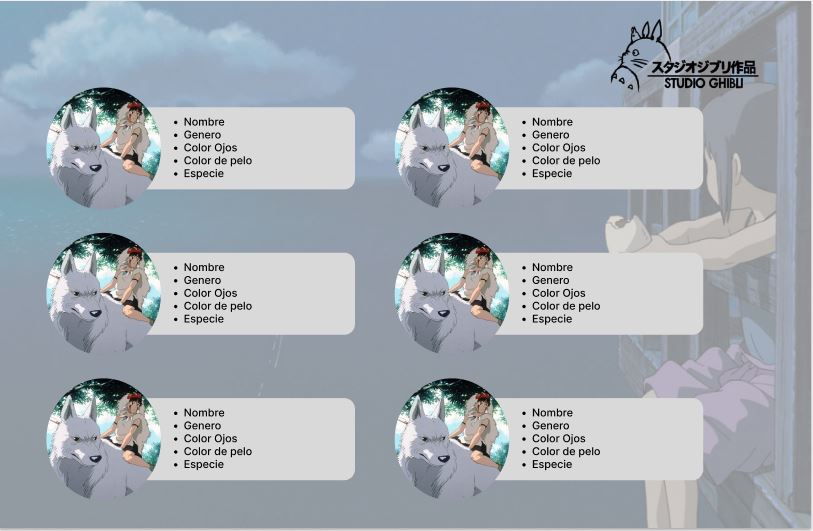 スタジオジブリ作品
STUDIO GHIBLI
• Nombre
• Genero
• Color Ojos
• Color de pelo
• Especie
• Nombre
• Genero
• Color Ojos
• Color de pelo
• Especie
• Nombre
• Genero
• Color Ojos
• Color de pelo
• Especie
• Nombre
• Genero
• Color Ojos
• Color de pelo
• Especie
• Nombre
• Genero
• Color Ojos
• Color de pelo
• Especie
• Nombre
• Genero
• Color Ojos
• Color de pelo
• Especie